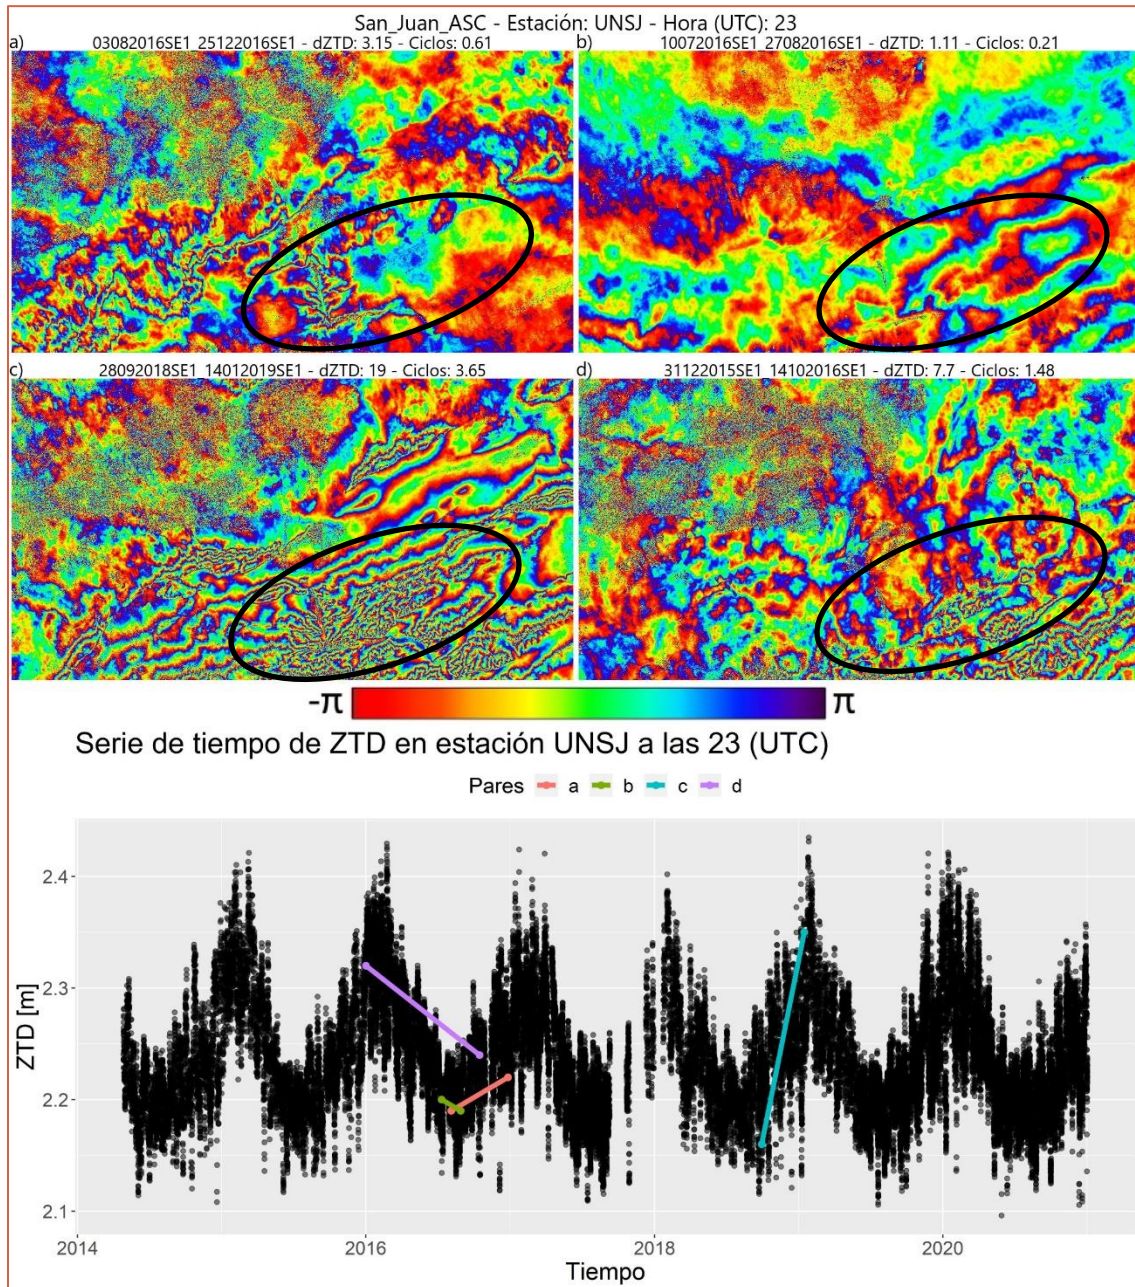 San_Juan_ASC - Estación: UNSJ - Hora (UTC): 23
a) 03082016SE1_251222016SE1 - dZTD: 3.15 - Ciclos: 0.61
b) 10072016SE1_27082016SE1 - dZTD: 1.11 - Ciclos: 0.21
c) 28092018SE1_14012019SE1 - dZTD: 19 - Ciclos: 3.65
d) 311222015SE1_14102016SE1 - dZTD: 7.7 - Ciclos: 1.48
-π π
Serie de tiempo de ZTD en estación UNSJ a las 23 (UTC)
Pares a b c d
ZTD [m]
2.4
2.3
2.2
2.1
2014 2016 2018 2020
Tiempo